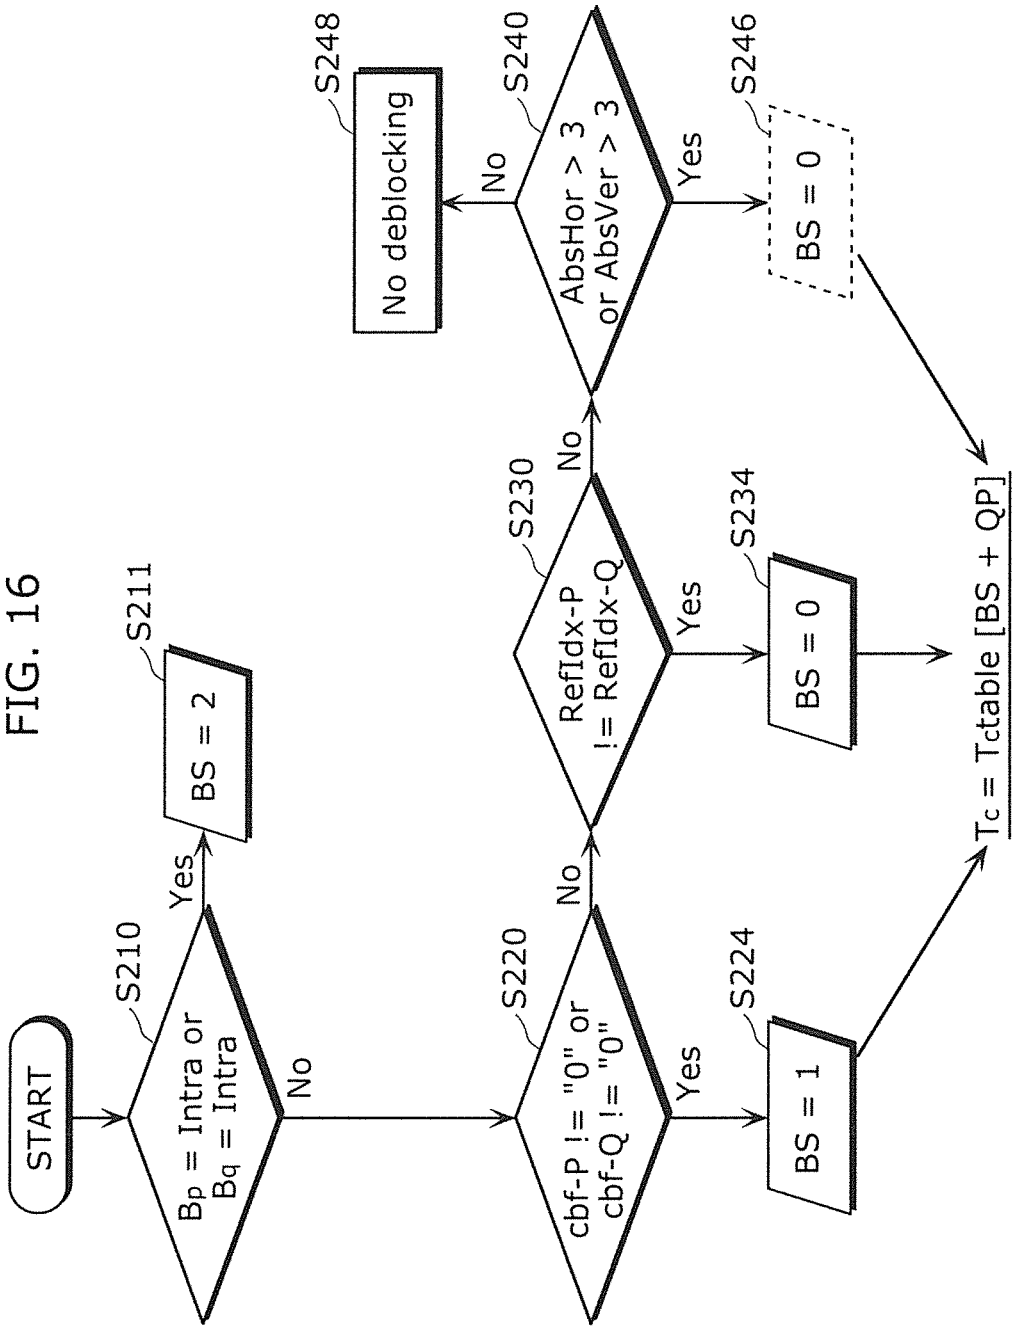 FIG. 16
START
S210
Bp = Intra or
Bq = Intra
Yes
S211
BS = 2
No
S220
cbf-P != "0" or
cbf-Q != "0"
No
Yes
S224
BS = 1
S230
RefIdx-P
!= RefIdx-Q
No
Yes
S234
BS = 0
S240
AbsHor > 3
or AbsVer > 3
No
S248
No deblocking
Yes
S246
BS = 0
Tc = Tctable [BS + QP]